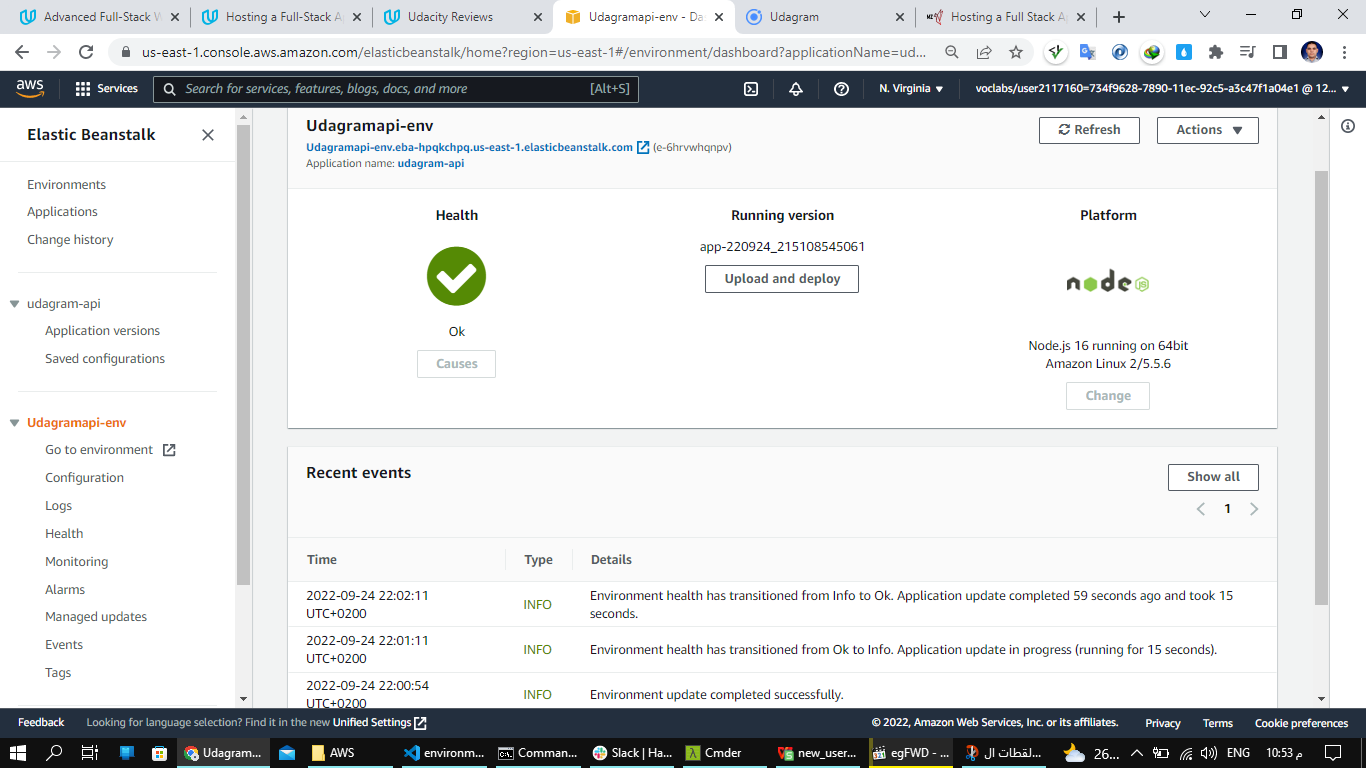 Advanced Full-Stack W
Hosting a Full-Stack Ap
Udacity Reviews
Udagramapi-env - Da
Udagram
Hosting a Full Stack Ap
us-east-1.console.aws.amazon.com/elasticbeanstalk/home?region=us-east-1#/environment/dashboard?applicationName=ud...
aws
Services
Search for services, features, blogs, docs, and more
[Alt+S]
N. Virginia
voclabs/user2117160=734f9628-7890-11ec-92c5-a3c47f1a04e1 @ 12...
Elastic Beanstalk
Environments
Applications
Change history
udagram-api
Application versions
Saved configurations
Udagramapi-env
Go to environment
Configuration
Logs
Health
Monitoring
Alarms
Managed updates
Events
Tags
Udagramapi-env
Udagramapi-env.eba-hpqkchpq.us-east-1.elasticbeanstalk.com (e-6hrvwhqnpv)
Application name: udagram-api
Refresh
Actions
Health
Ok
Causes
Running version
app-220924_215108545061
Upload and deploy
Platform
node JS
Node.js 16 running on 64bit
Amazon Linux 2/5.5.6
Change
Recent events
Show all
1
Time Type Details
2022-09-24 22:02:11
UTC+0200
INFO
Environment health has transitioned from Info to Ok. Application update completed 59 seconds ago and took 15
seconds.
2022-09-24 22:01:11
UTC+0200
INFO
Environment health has transitioned from Ok to Info. Application update in progress (running for 15 seconds).
2022-09-24 22:00:54
UTC+0200
INFO
Environment update completed successfully.
Feedback
Looking for language selection? Find it in the new Unified Settings
© 2022, Amazon Web Services, Inc. or its affiliates.
Privacy
Terms
Cookie preferences
Udagram...
AWS
environm...
Comman...
Slack | Ha...
Cmder
new_user...
egFWD - ...
لقطات ال...
26...
ENG
10:53 م